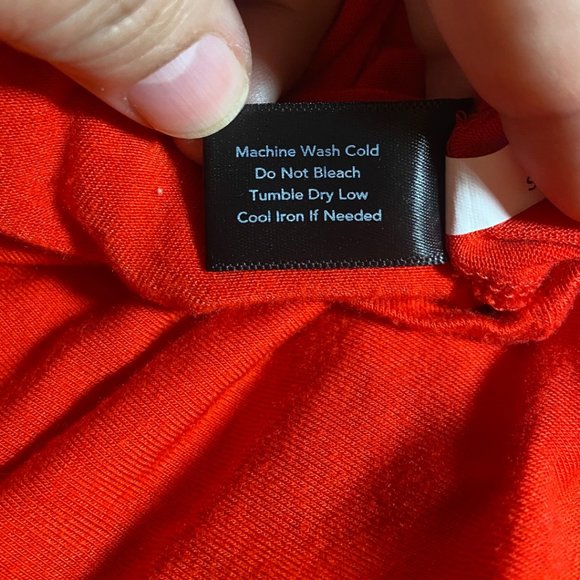 Machine Wash Cold
Do Not Bleach
Tumble Dry Low
Cool Iron If Needed